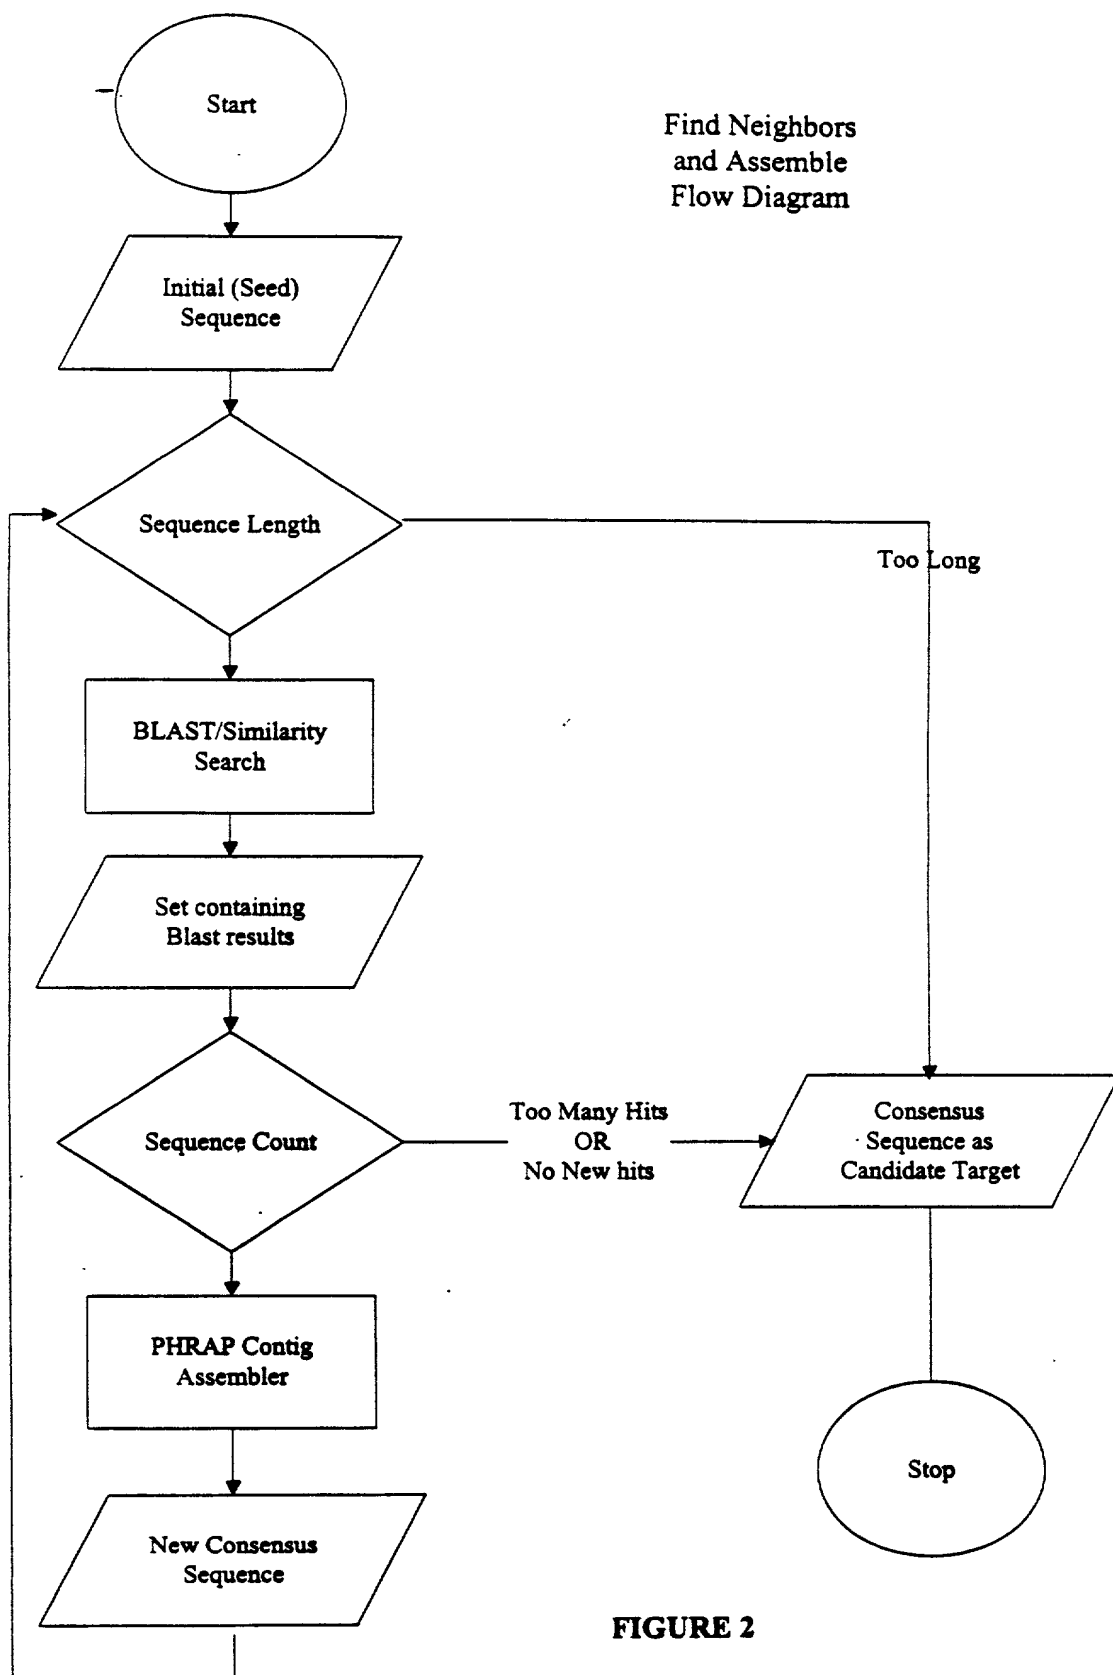 Start
Find Neighbors
and Assemble
Flow Diagram
Initial (Seed)
Sequence
Sequence Length
Too Long
BLAST/Similarity
Search
Set containing
Blast results
Sequence Count
Too Many Hits
OR
No New hits
Consensus
Sequence as
Candidate Target
PHRAP Contig
Assembler
Stop
New Consensus
Sequence
FIGURE 2